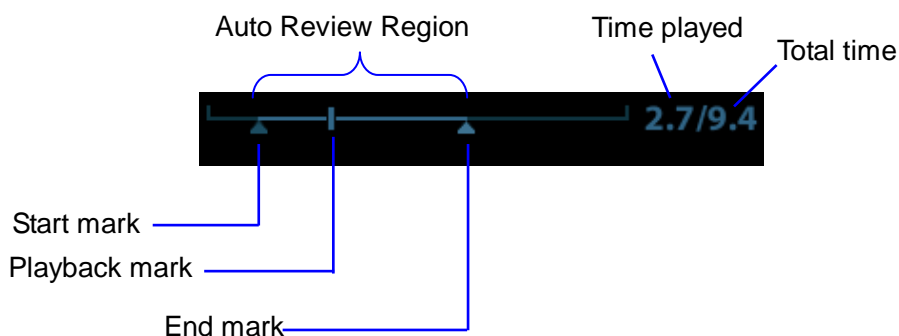 Auto Review Region
Time played
Total time
2.7/9.4
Start mark
Playback mark
End mark